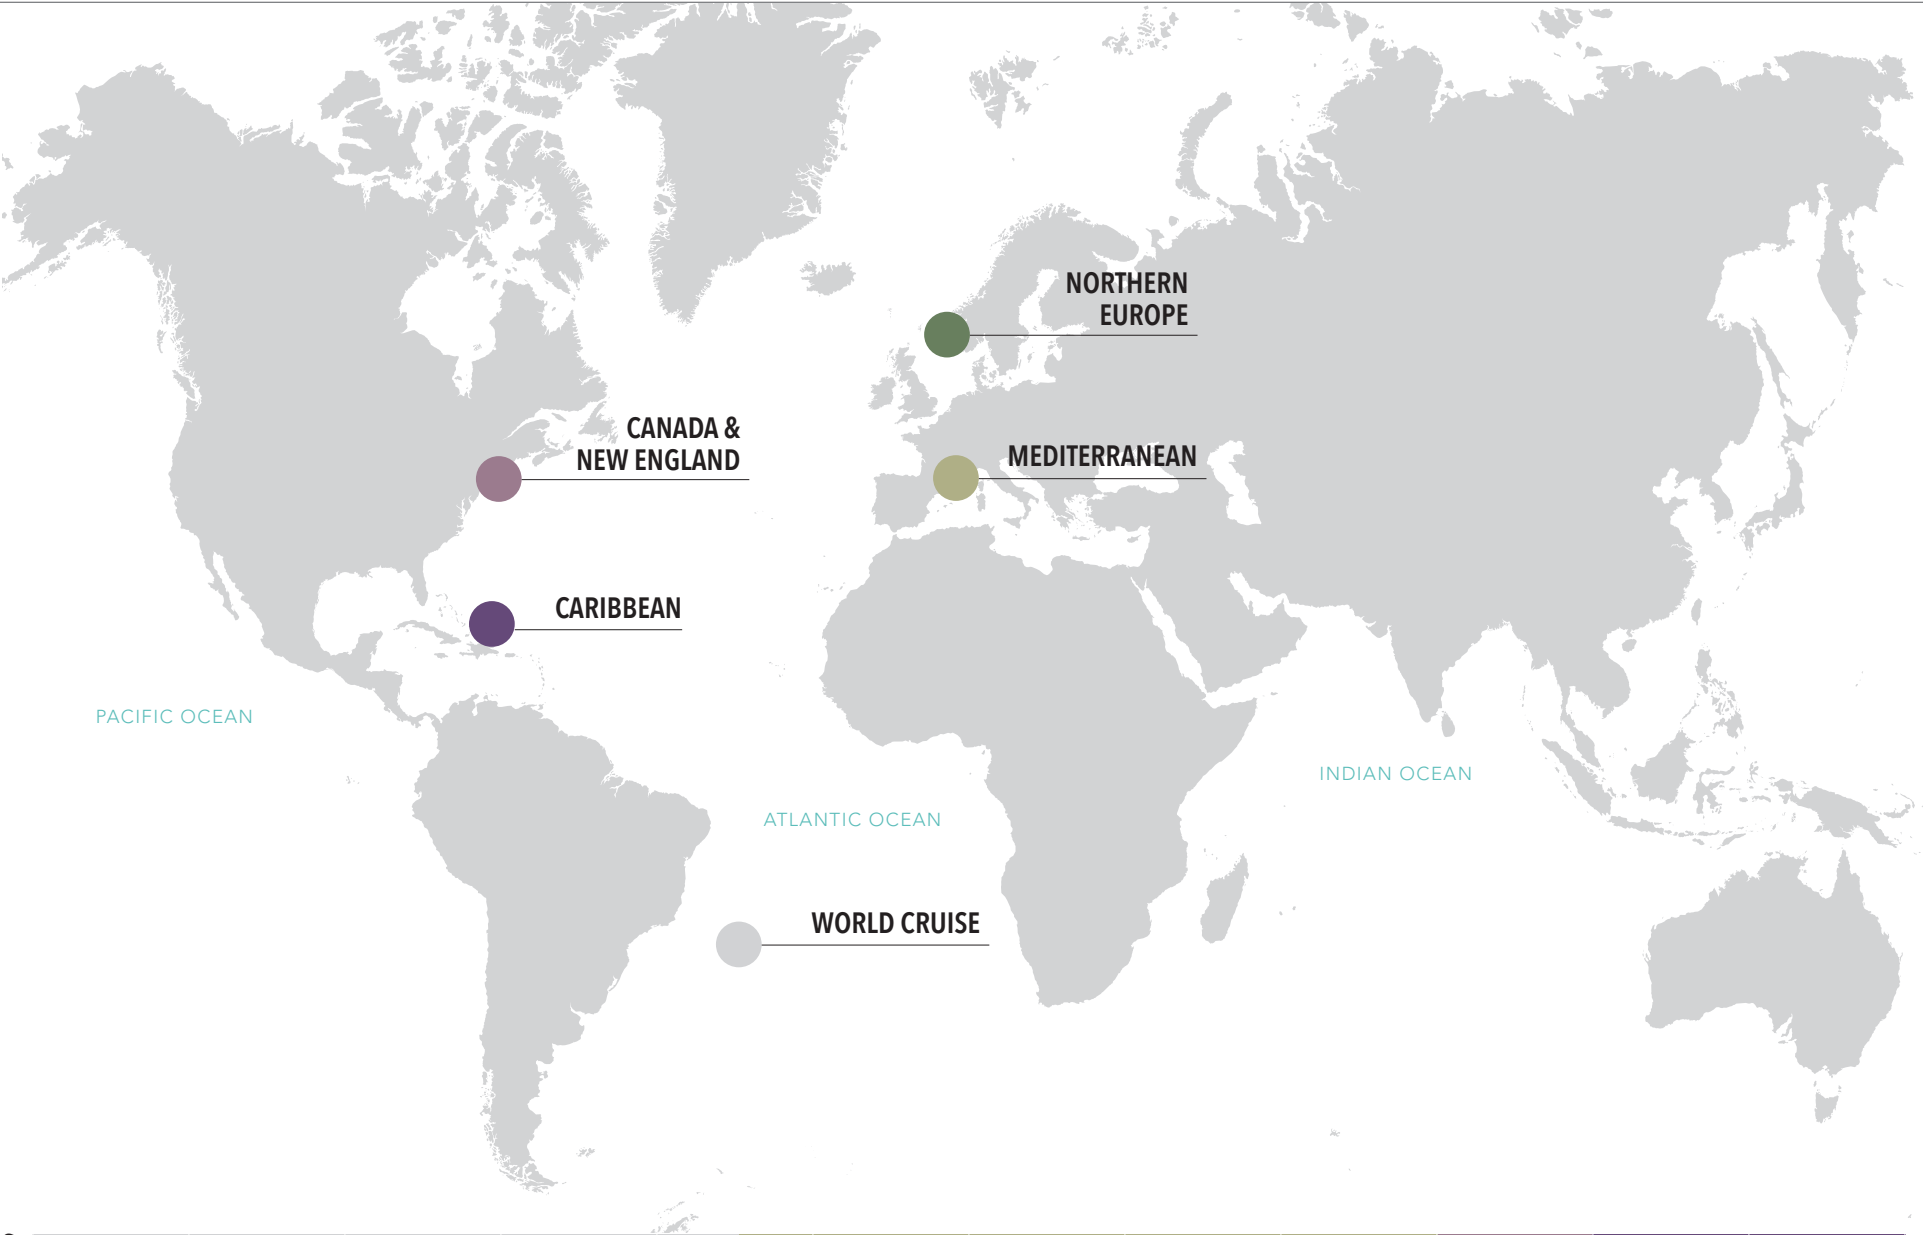 NORTHERN
EUROPE
CANADA &
NEW ENGLAND
MEDITERRANEAN
CARIBBEAN
PACIFIC OCEAN
INDIAN OCEAN
ATLANTIC OCEAN
WORLD CRUISE